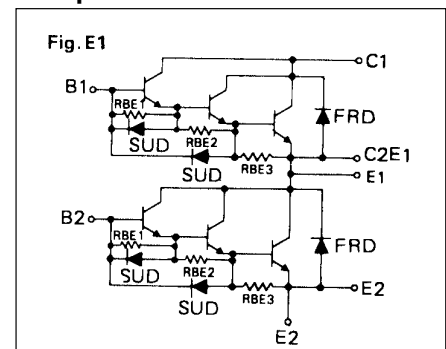 Fig. E1
C1
B1
RBE1
RBE2
RBE3
SUD
SUD
FRD
C2E1
E1
B2
RBE1
RBE2
RBE3
SUD
SUD
FRD
E2
E2